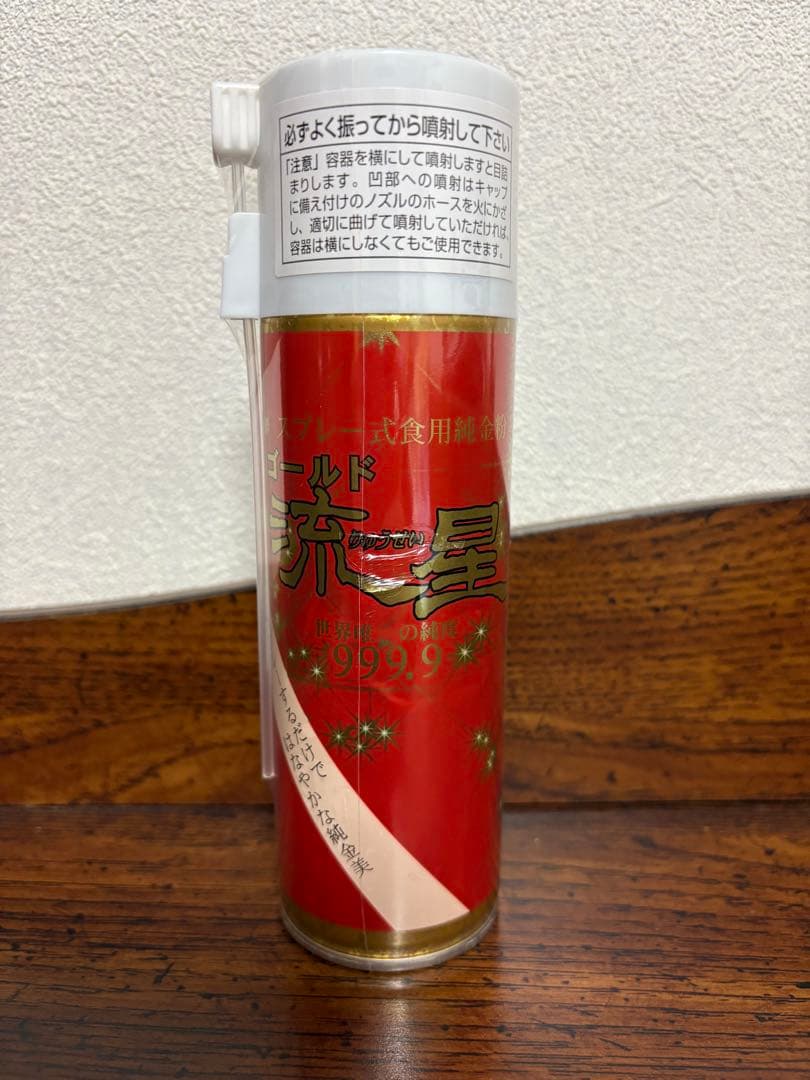 必ずよく振ってから噴射して下さい
「注意」容器を横にして噴射しますと目詰
まりします。凹部への噴射はキャップ
に備え付けのノズルのホースを火にかざ
し、適切に曲げて噴射していただければ、
容器は横にしなくてもご使用できます。
スプレー式食用純金粉
ゴールド
流星
りゅうせい
世界唯の純度
999.9
するだけで
はなやかな純金美